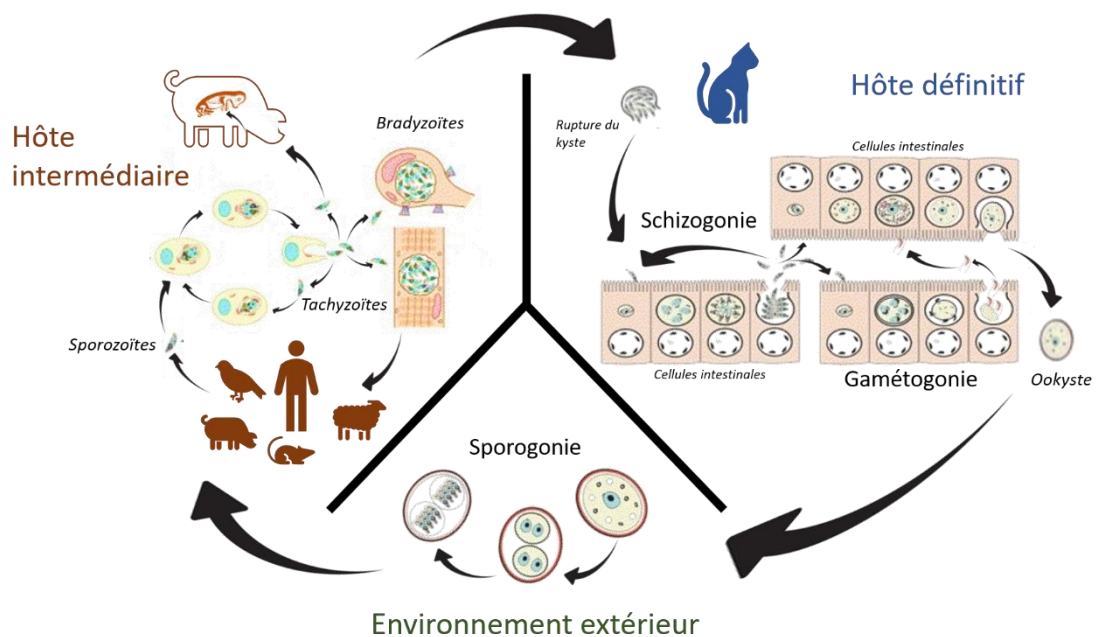 Hôte
intermédiaire
Bradyzoïtes
Tachyzoïtes
Sporozoïtes
Hôte définitif
Rupture du
kyste
Cellules intestinales
Schizogonie
Cellules intestinales
Gamétogonie
Ookyste
Sporogonie
Environnement extérieur